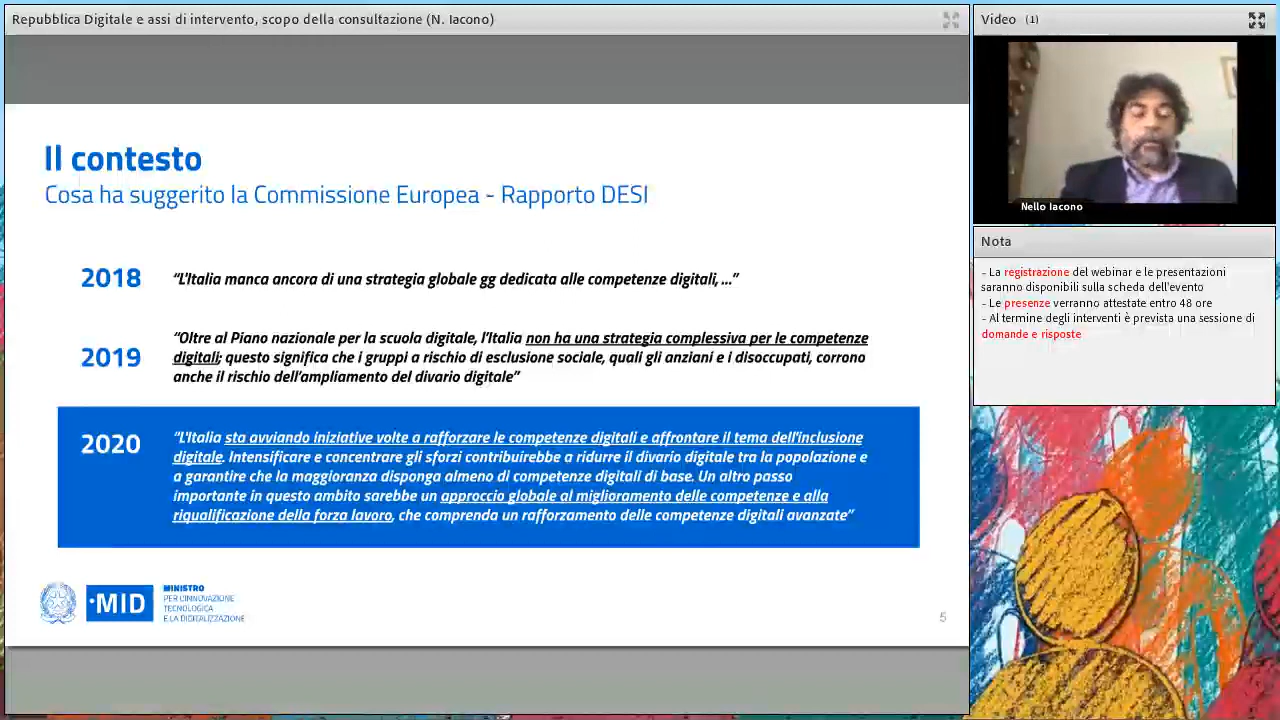 Repubblica Digitale e assi di intervento, scopo della consultazione (N. Iacono)
Il contesto
Cosa ha suggerito la Commissione Europea - Rapporto DESI
2018
“L'Italia manca ancora di una strategia globale gg dedicata alle competenze digitali, ...”
2019
“Oltre al Piano nazionale per la scuola digitale, l’Italia non ha una strategia complessiva per le competenze
digitali; questo significa che i gruppi a rischio di esclusione sociale, quali gli anziani e i disoccupati, corrono
anche il rischio dell’ampliamento del divario digitale”
2020
“L'Italia sta avviando iniziative volte a rafforzare le competenze digitali e affrontare il tema dell'inclusione
digitale. Intensificare e concentrare gli sforzi contribuirebbe a ridurre il divario digitale tra la popolazione e
a garantire che la maggioranza disponga almeno di competenze digitali di base. Un altro passo
importante in questo ambito sarebbe un approccio globale al miglioramento delle competenze e alla
riqualificazione della forza lavoro, che comprenda un rafforzamento delle competenze digitali avanzate”
·MID
MINISTRO
PER L'INNOVAZIONE
TECNOLOGICA
E LA DIGITALIZZAZIONE
5
Video (1)
Nello Iacono
Nota
- La registrazione del webinar e le presentazioni
saranno disponibili sulla scheda dell'evento
- Le presenze verranno attestate entro 48 ore
- Al termine degli interventi è prevista una sessione di
domande e risposte